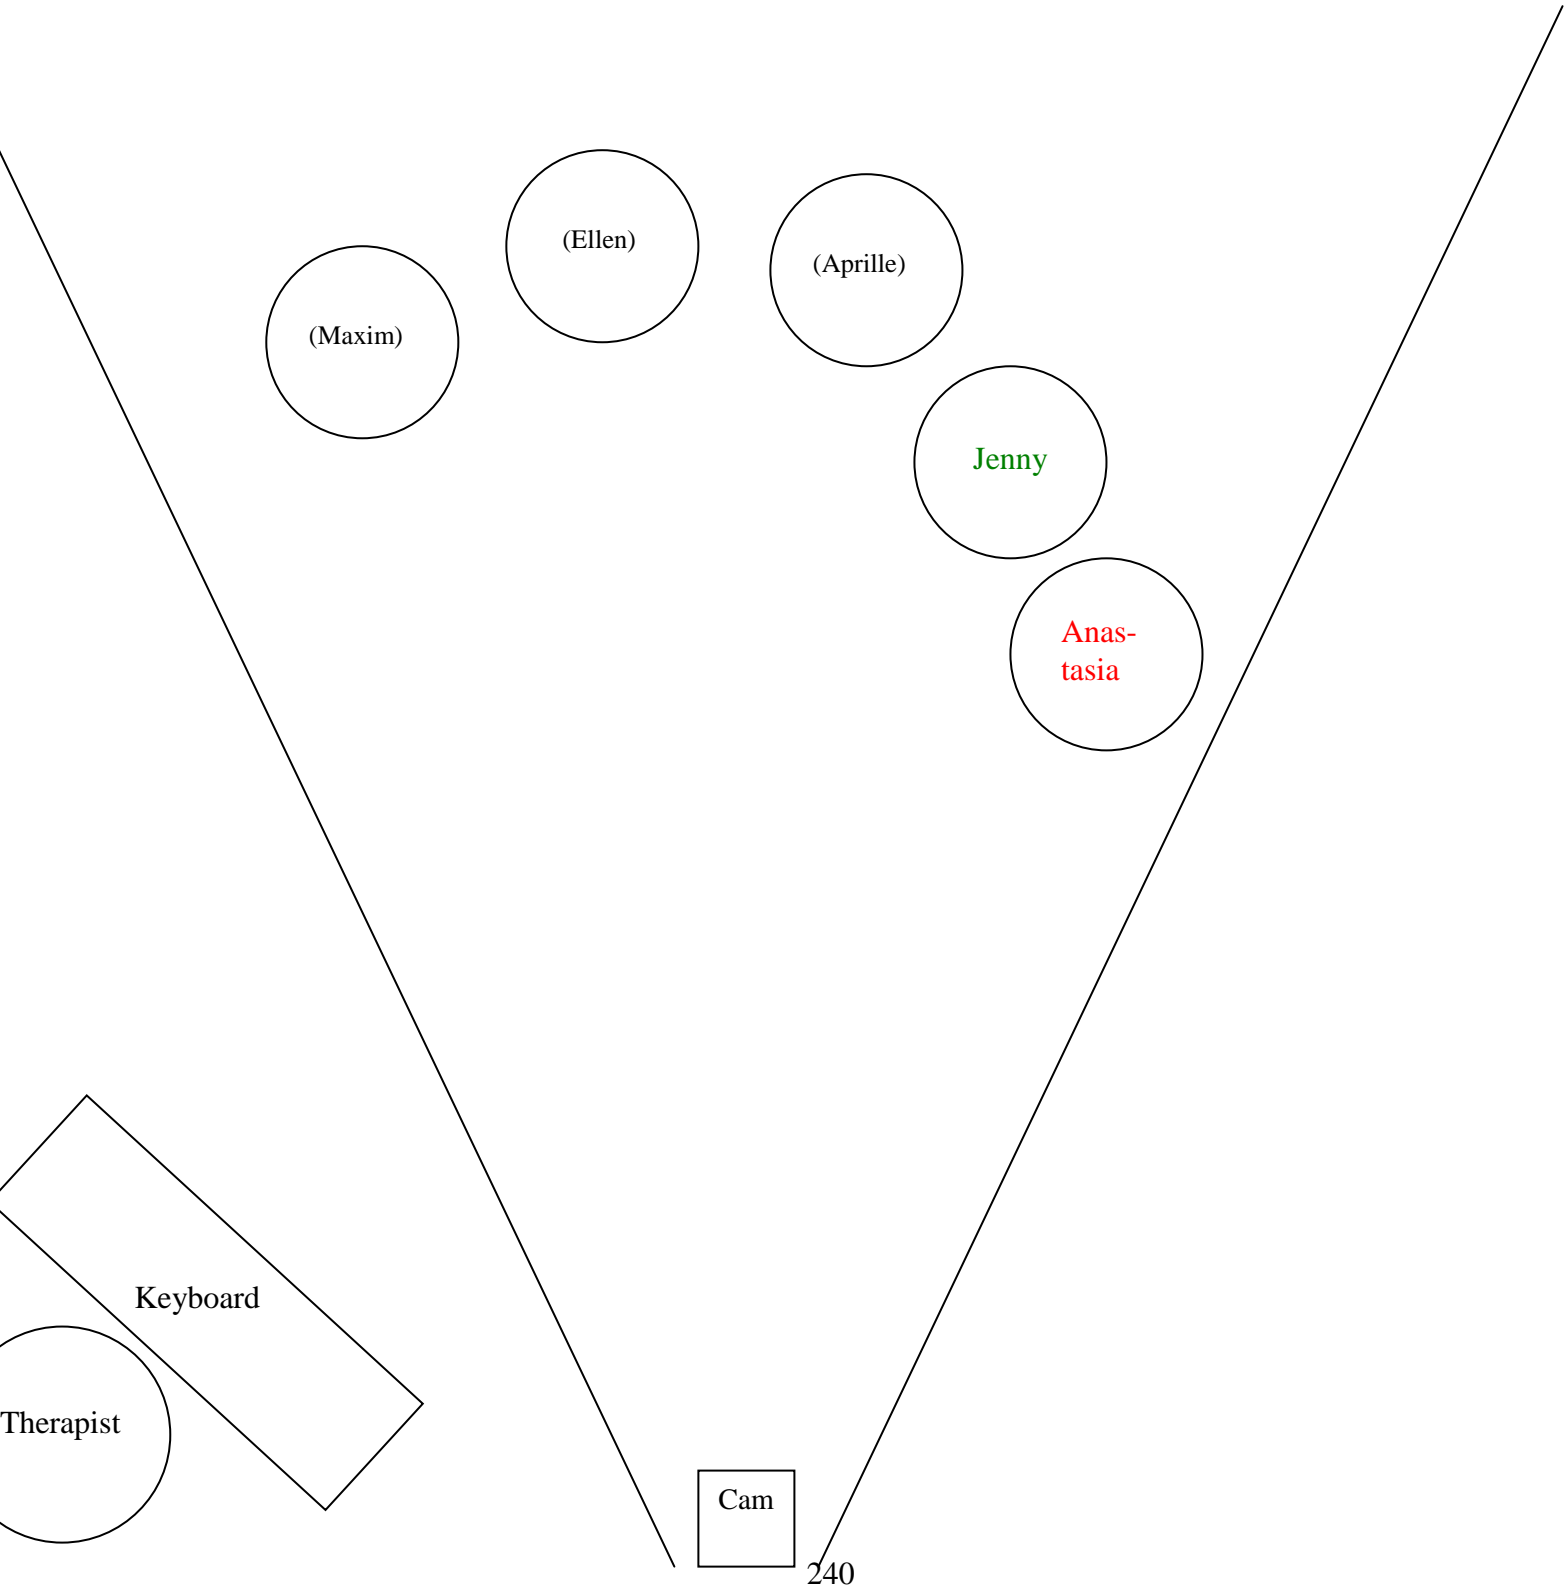 (Ellen)
(Aprille)
(Maxim)
Jenny
Anas-
tasia
Keyboard
Therapist
Cam
240